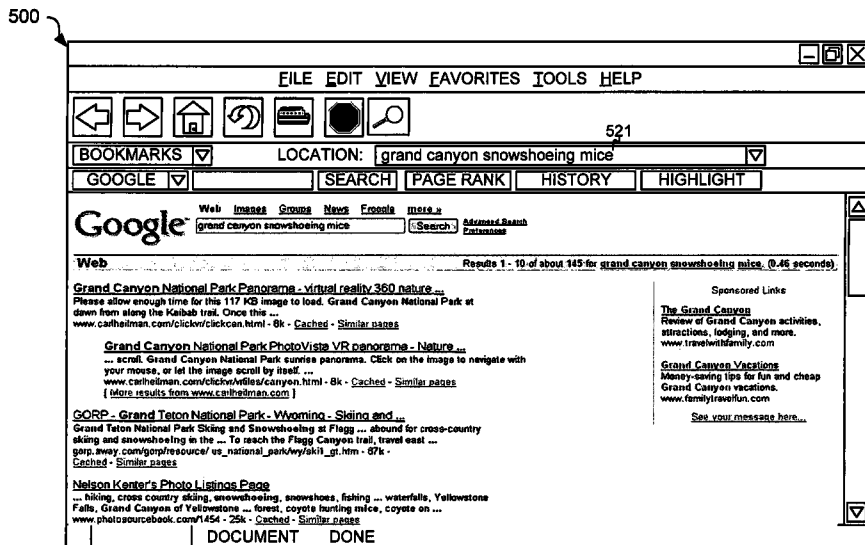 500
FILE EDIT VIEW FAVORITES TOOLS HELP
521
BOOKMARKS LOCATION: grand canyon snowshoeing mice
GOOGLE SEARCH PAGE RANK HISTORY HIGHLIGHT
Google Web Images Groups News Froogle more »
grand canyon snowshoeing mice Search Advanced Search
Preferences
Web Results 1 - 10 of about 145 for grand canyon snowshoeing mice. (0.46 seconds)
Grand Canyon National Park Panorama - virtual reality 360 nature ...
Please allow enough time for this 117 KB image to load. Grand Canyon National Park at
dawn from along the Kaibab trail. Once this ...
www.carlheilman.com/clickvr/clickcan.html - 8k - Cached - Similar pages
Grand Canyon National Park PhotoVista VR panorama - Nature ...
... scroll. Grand Canyon National Park sunrise panorama. Click on the image to navigate with
your mouse, or let the image scroll by itself. ...
www.carlheilman.com/clickvr/vfiles/canyon.html - 8k - Cached - Similar pages
[ More results from www.carlheilman.com ]
GORP - Grand Teton National Park - Wyoming - Skiing and ...
Grand Teton National Park Skiing and Snowshoeing at Flagg ... abound for cross-country
skiing and snowshoeing in the ... To reach the Flagg Canyon trail, travel east ...
gorp.away.com/gorp/resource/ us_national_park/wy/ski1_gt.htm - 87k -
Cached - Similar pages
Nelson Kenter's Photo Listings Page
... hiking, cross country skiing, snowshoeing, snowshoes, fishing ... waterfalls, Yellowstone
Falls, Grand Canyon of Yellowstone ... forest, coyote hunting mice, coyote on ...
www.photosourcebook.com/1454 - 25k - Cached - Similar pages
Sponsored Links
The Grand Canyon
Review of Grand Canyon activities,
attractions, lodging, and more.
www.travelwithfamily.com
Grand Canyon Vacations
Money-saving tips for fun and cheap
Grand Canyon vacations.
www.familytravelfun.com
See your message here...
DOCUMENT DONE